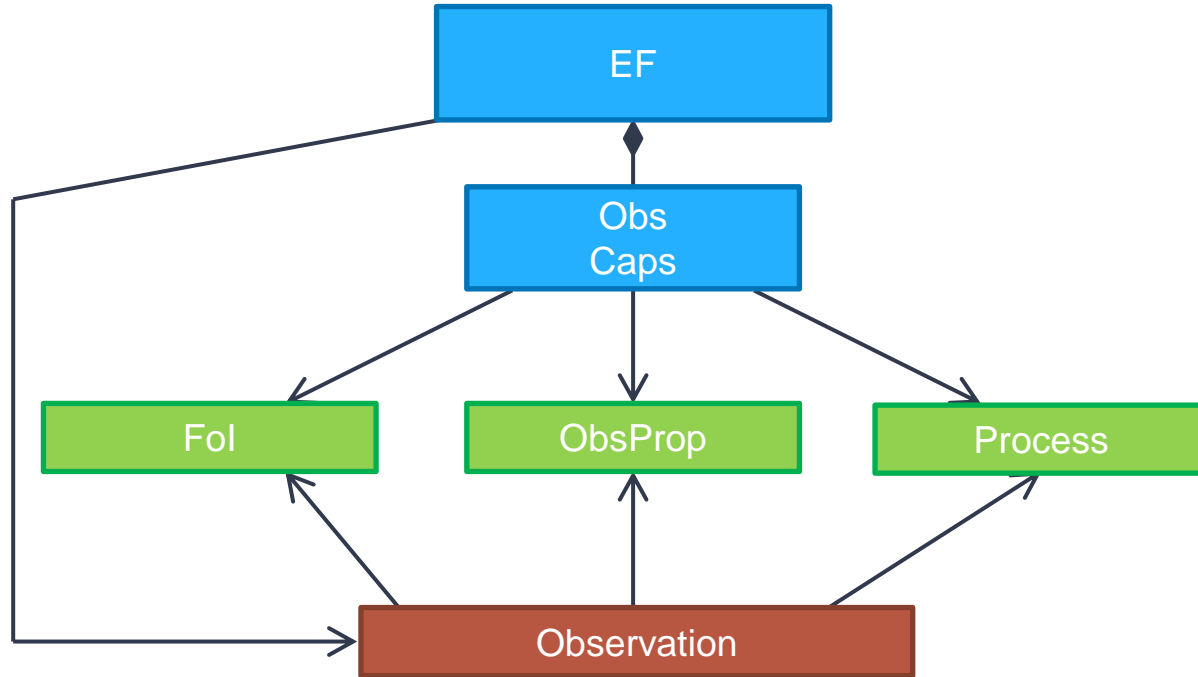 EF
Obs
Caps
FoI
ObsProp
Process
Observation